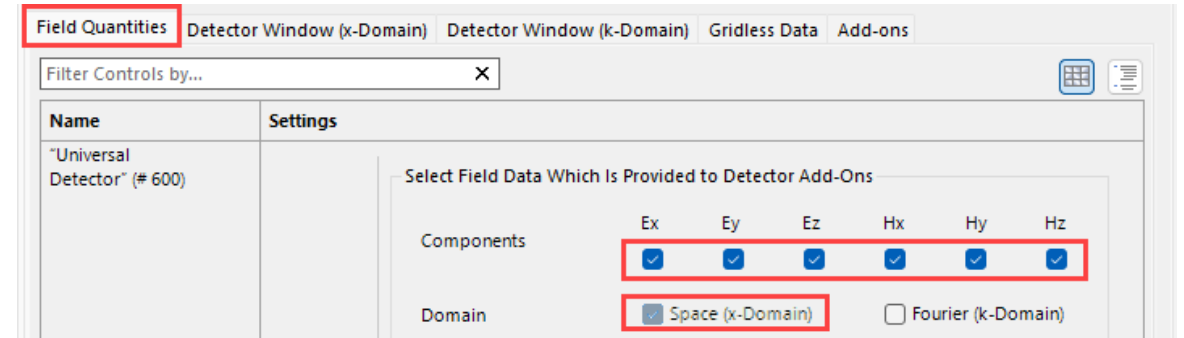 Field Quantities Detector Window (x-Domain) Detector Window (k-Domain) Gridless Data Add-ons
Filter Controls by... ×
Name Settings
"Universal
Detector" (# 600)
Select Field Data Which Is Provided to Detector Add-Ons
Ex Ey Ez Hx Hy Hz
Components
Domain Space (x-Domain) Fourier (k-Domain)